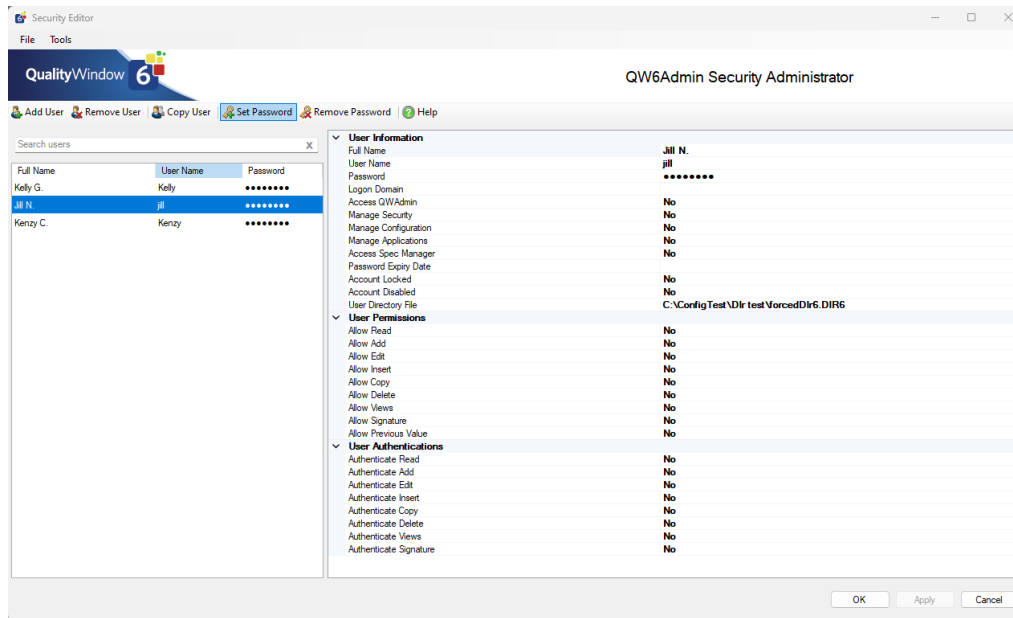 Security Editor
File Tools
QualityWindow 6
QW6Admin Security Administrator
Add User Remove User Copy User Set Password Remove Password Help
Search users X
Full Name User Name Password
Kelly G. Kelly ●●●●●●●●
Jill N. jill ●●●●●●●●
Kenzy C. Kenzy ●●●●●●●●
User Information
Full Name Jill N.
User Name jill
Password ●●●●●●●●
Logon Domain
Access QWAdmin No
Manage Security No
Manage Configuration No
Manage Applications No
Access Spec Manager No
Password Expiry Date
Account Locked No
Account Disabled No
User Directory File C:\ConfigTest\DIr test\forcedDIr6.DIR6
User Permissions
Allow Read No
Allow Add No
Allow Edit No
Allow Insert No
Allow Copy No
Allow Delete No
Allow Views No
Allow Signature No
Allow Previous Value No
User Authentications
Authenticate Read No
Authenticate Add No
Authenticate Edit No
Authenticate Insert No
Authenticate Copy No
Authenticate Delete No
Authenticate Views No
Authenticate Signature No
OK Apply Cancel